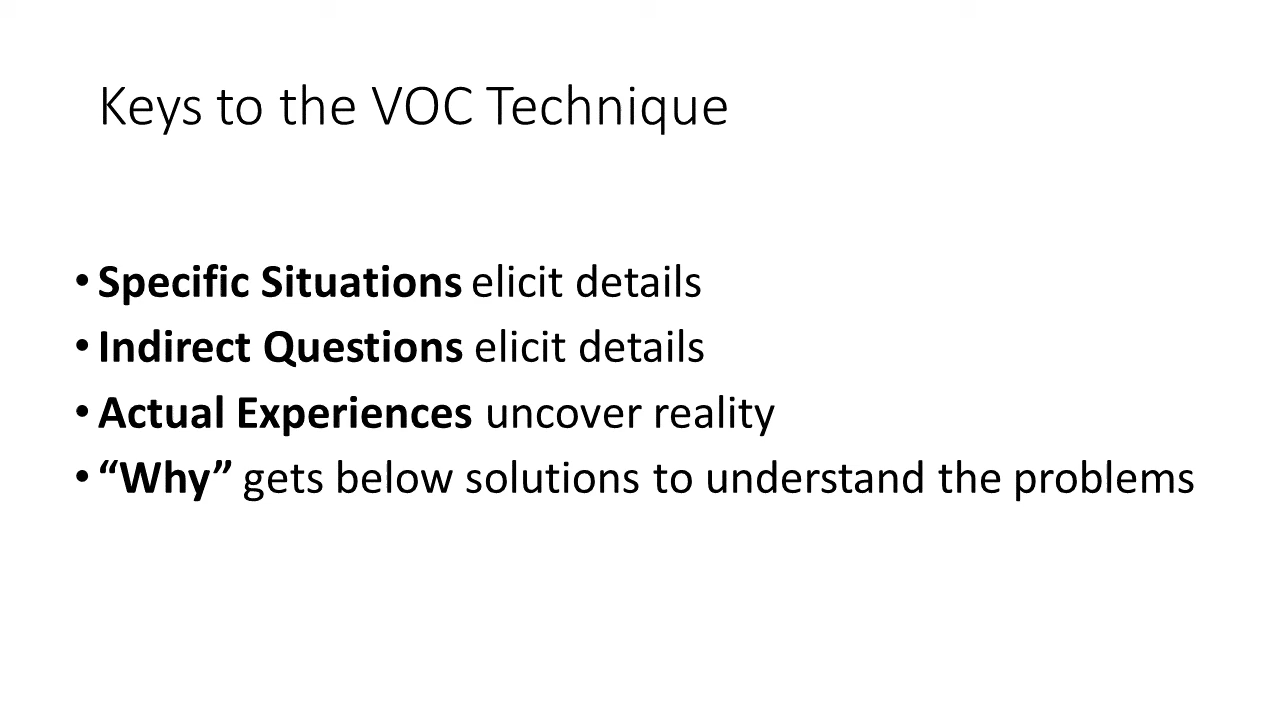 Keys to the VOC Technique
• Specific Situations elicit details
• Indirect Questions elicit details
• Actual Experiences uncover reality
• “Why” gets below solutions to understand the problems